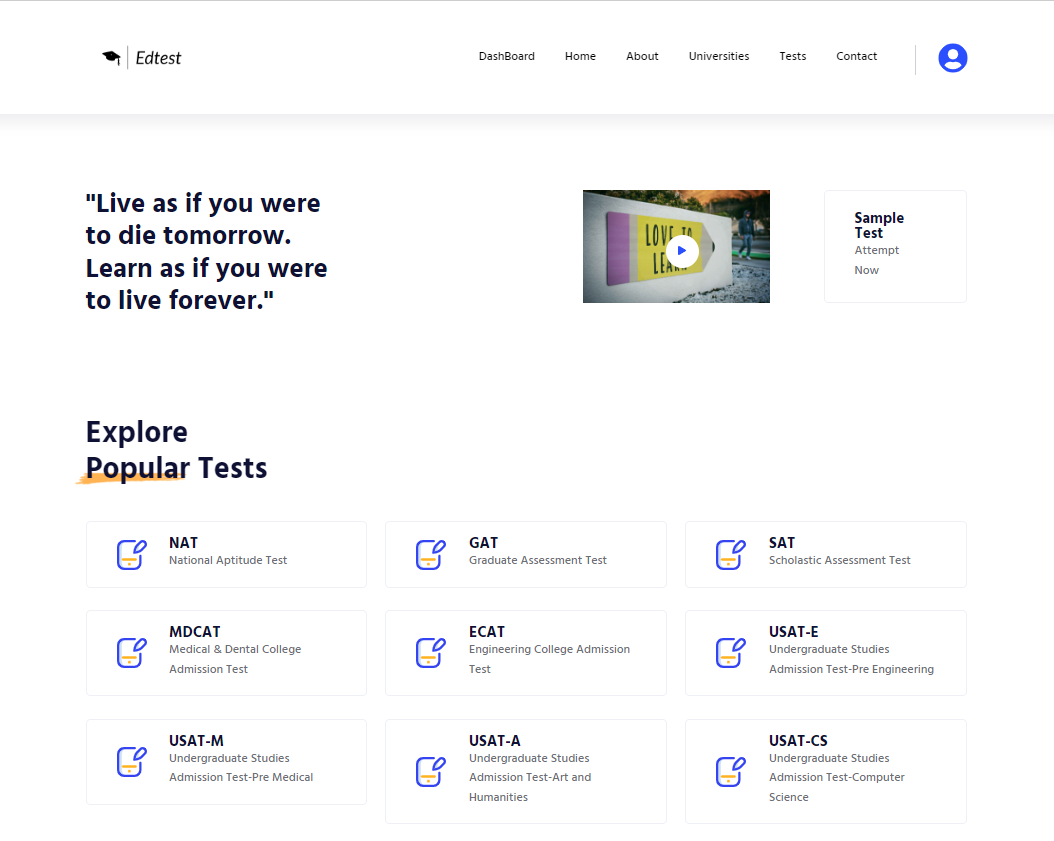 Edtest
DashBoard
Home
About
Universities
Tests
Contact
"Live as if you were
to die tomorrow.
Learn as if you were
to live forever."
LOVE TO
LEARN
Sample
Test
Attempt
Now
Explore
Popular Tests
NAT
National Aptitude Test
GAT
Graduate Assessment Test
SAT
Scholastic Assessment Test
MDCAT
Medical & Dental College
Admission Test
ECAT
Engineering College Admission
Test
USAT-E
Undergraduate Studies
Admission Test-Pre Engineering
USAT-M
Undergraduate Studies
Admission Test-Pre Medical
USAT-A
Undergraduate Studies
Admission Test-Art and
Humanities
USAT-CS
Undergraduate Studies
Admission Test-Computer
Science